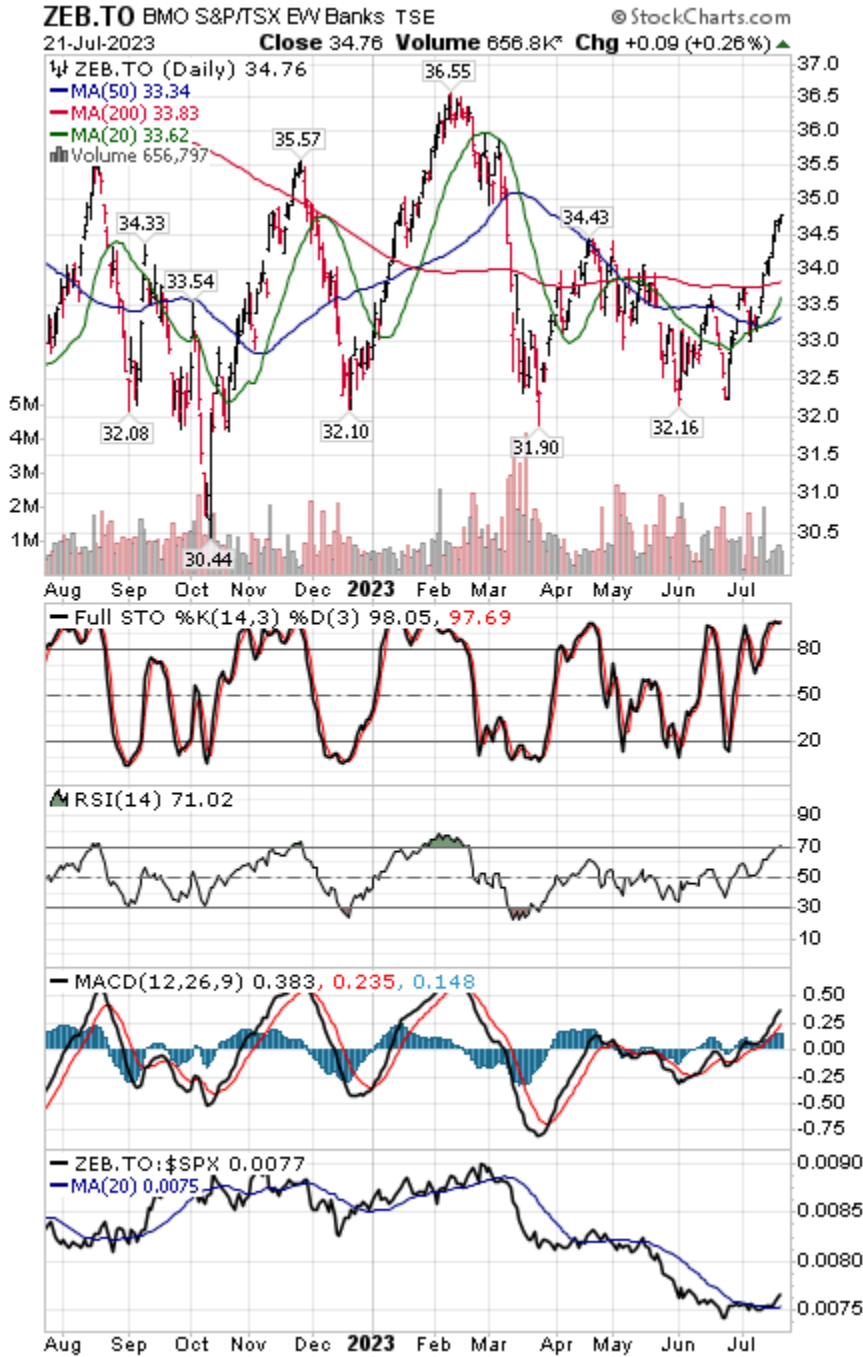 ZEB.TO BMO S&P/TSX EW Banks TSE © StockCharts.com
21-Jul-2023 Close 34.76 Volume 656.8K* Chg +0.09 (+0.26%)
ZEB.TO (Daily) 34.76
MA(50) 33.34
MA(200) 33.83
MA(20) 33.62
Volume 656,797
36.55
35.57
34.33
33.54
34.43
32.08
32.10
31.90
32.16
30.44
37.0
36.5
36.0
35.5
35.0
34.5
34.0
33.5
33.0
32.5
32.0
31.5
31.0
30.5
5M
4M
3M
2M
1M
Aug Sep Oct Nov Dec 2023 Feb Mar Apr May Jun Jul
Full STO %K(14,3) %D(3) 98.05, 97.69
80
50
20
RSI(14) 71.02
90
70
50
30
10
MACD(12,26,9) 0.383, 0.235, 0.148
0.50
0.25
0.00
-0.25
-0.50
-0.75
ZEB.TO:$SPX 0.0077
MA(20) 0.0075
0.0090
0.0085
0.0080
0.0075
Aug Sep Oct Nov Dec 2023 Feb Mar Apr May Jun Jul